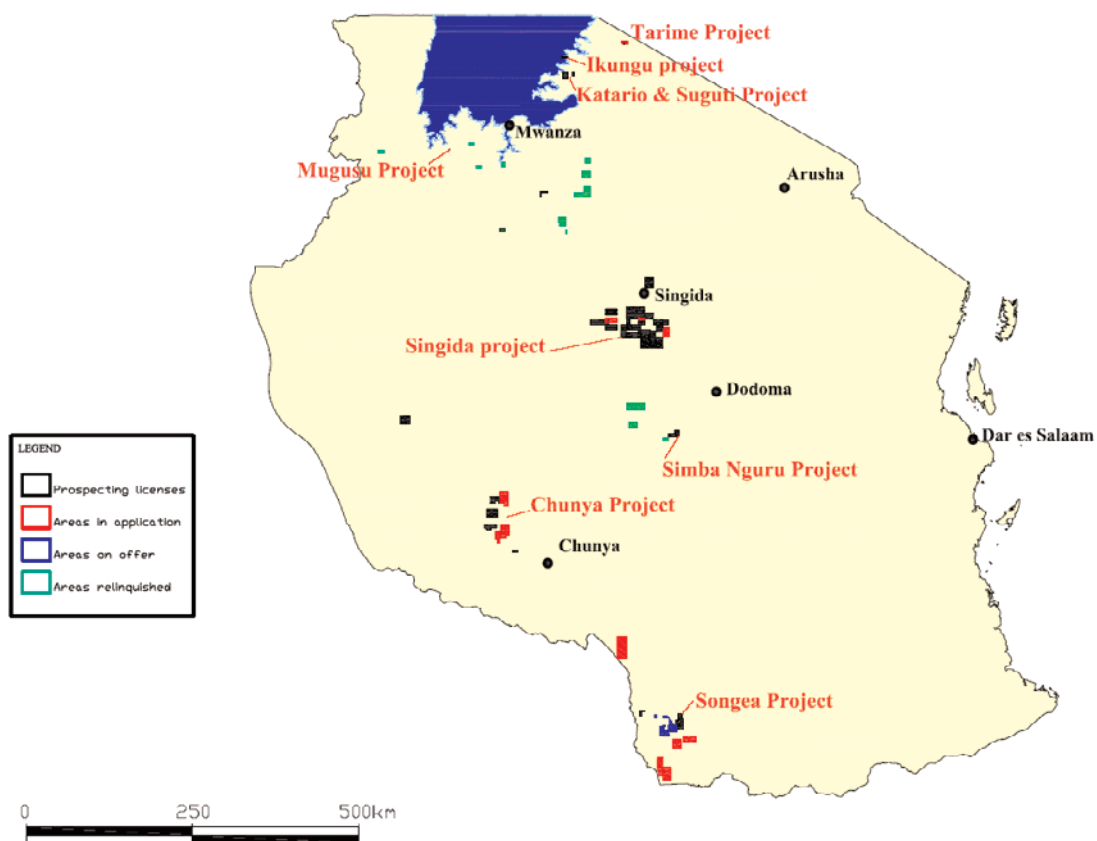 Tarime Project
Ikungu project
Katario & Suguti Project
Mwanza
Mugusu Project
Arusha
Singida
Singida project
Dodoma
Dar es Salaam
Simba Nguru Project
LEGEND
Prospecting licenses
Areas in application
Areas on offer
Areas relinquished
Chunya Project
Chunya
Songea Project
0 250 500km